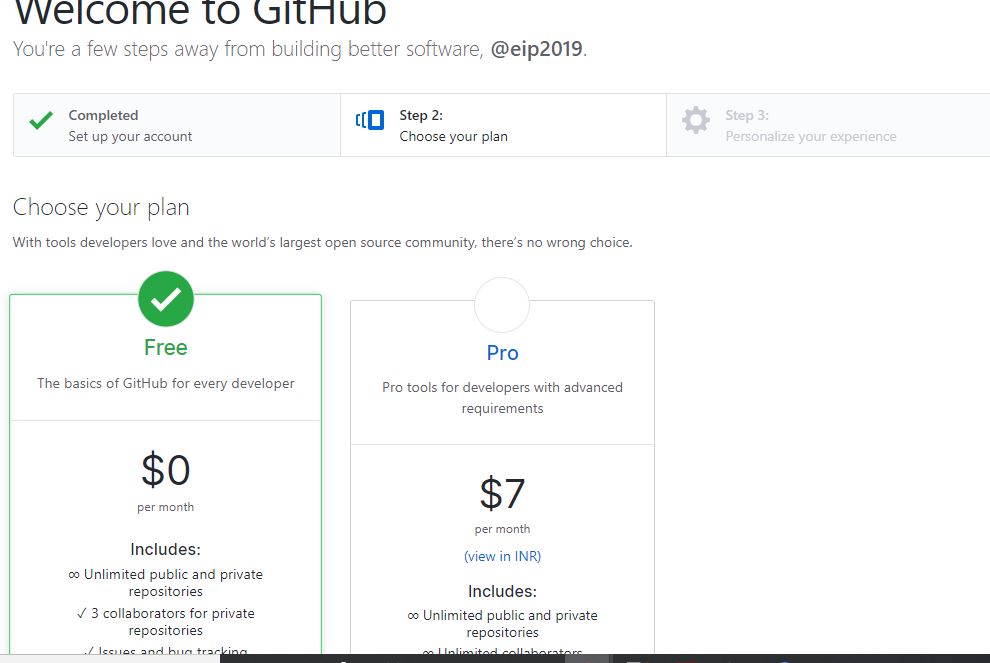 Welcome to GitHub
You're a few steps away from building better software, @eip2019.
Completed
Set up your account
Step 2:
Choose your plan
Step 3:
Personalize your experience
Choose your plan
With tools developers love and the world's largest open source community, there's no wrong choice.
Free
The basics of GitHub for every developer
$0
per month
Includes:
∞ Unlimited public and private
repositories
✓ 3 collaborators for private
repositories
✓ Issues and bug tracking
Pro
Pro tools for developers with advanced
requirements
$7
per month
(view in INR)
Includes:
∞ Unlimited public and private
repositories
∞ Unlimited collaborators